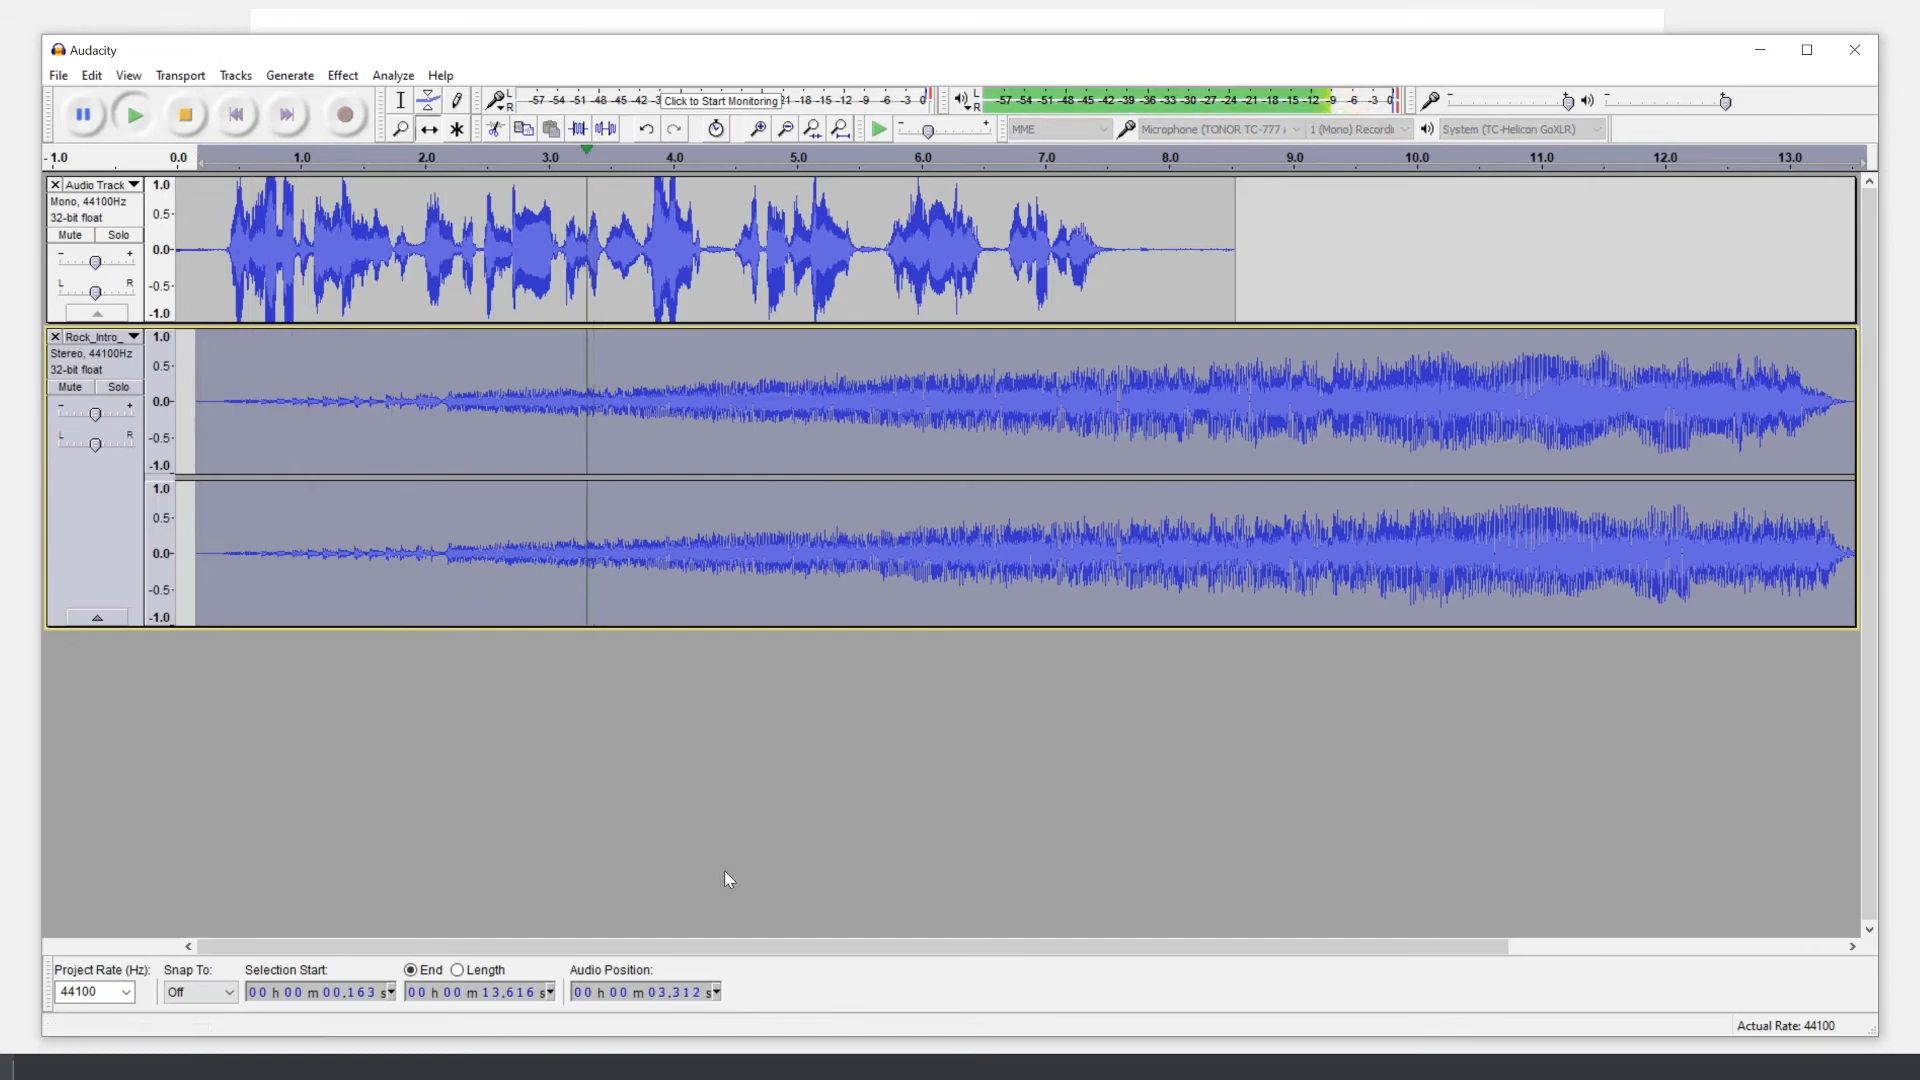 Audacity
File Edit View Transport Tracks Generate Effect Analyze Help
L R -57 -54 -51 -48 -45 -42 -3 Click to Start Monitoring 21 -18 -15 -12 -9 -6 -3 0
L R -57 -54 -51 -48 -45 -42 -39 -36 -33 -30 -27 -24 -21 -18 -15 -12 -9 -6 -3 0
MME Microphone (TONOR TC-777 / 1 (Mono) Recordi System (TC-Helicon GoXLR)
-1.0 0.0 1.0 2.0 3.0 4.0 5.0 6.0 7.0 8.0 9.0 10.0 11.0 12.0 13.0
Audio Track 1.0
Mono, 44100Hz
32-bit float 0.5
Mute Solo
- + 0.0
L R -0.5
-1.0
Rock_Intro_ 1.0
Stereo, 44100Hz
32-bit float 0.5
Mute Solo
- + 0.0
L R -0.5
-1.0
1.0
0.5
0.0
-0.5
-1.0
Project Rate (Hz): Snap To: Selection Start: End Length Audio Position:
44100 Off 00 h 00 m 00.163 s 00 h 00 m 13.616 s 00 h 00 m 03.312 s
Actual Rate: 44100